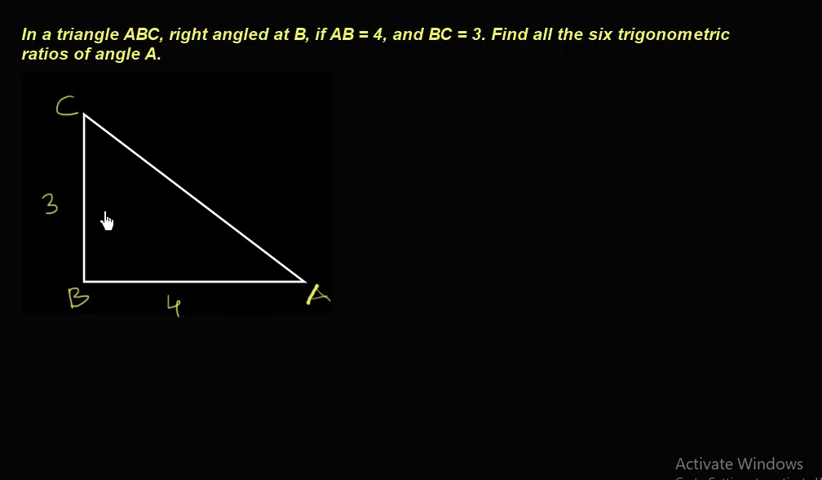 In a triangle ABC, right angled at B, if AB = 4, and BC = 3. Find all the six trigonometric
ratios of angle A.
C
3
B
4
A
Activate Windows